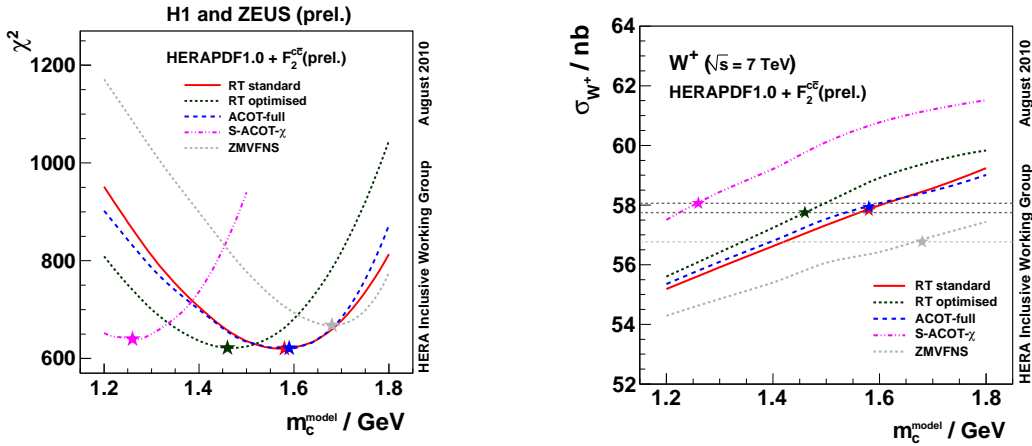 H1 and ZEUS (prel.)
χ²
1200
1000
800
600
HERAPDF1.0 + F₂^cc̄(prel.)
RT standard
RT optimised
ACOT-full
S-ACOT-χ
ZMVFNS
1.2
1.4
1.6
1.8
m_c^model / GeV
HERA Inclusive Working Group August 2010
σ_W⁺ / nb
64
62
60
58
56
54
52
W⁺ (√s = 7 TeV)
HERAPDF1.0 + F₂^cc̄(prel.)
RT standard
RT optimised
ACOT-full
S-ACOT-χ
ZMVFNS
1.2
1.4
1.6
1.8
m_c^model / GeV
HERA Inclusive Working Group August 2010